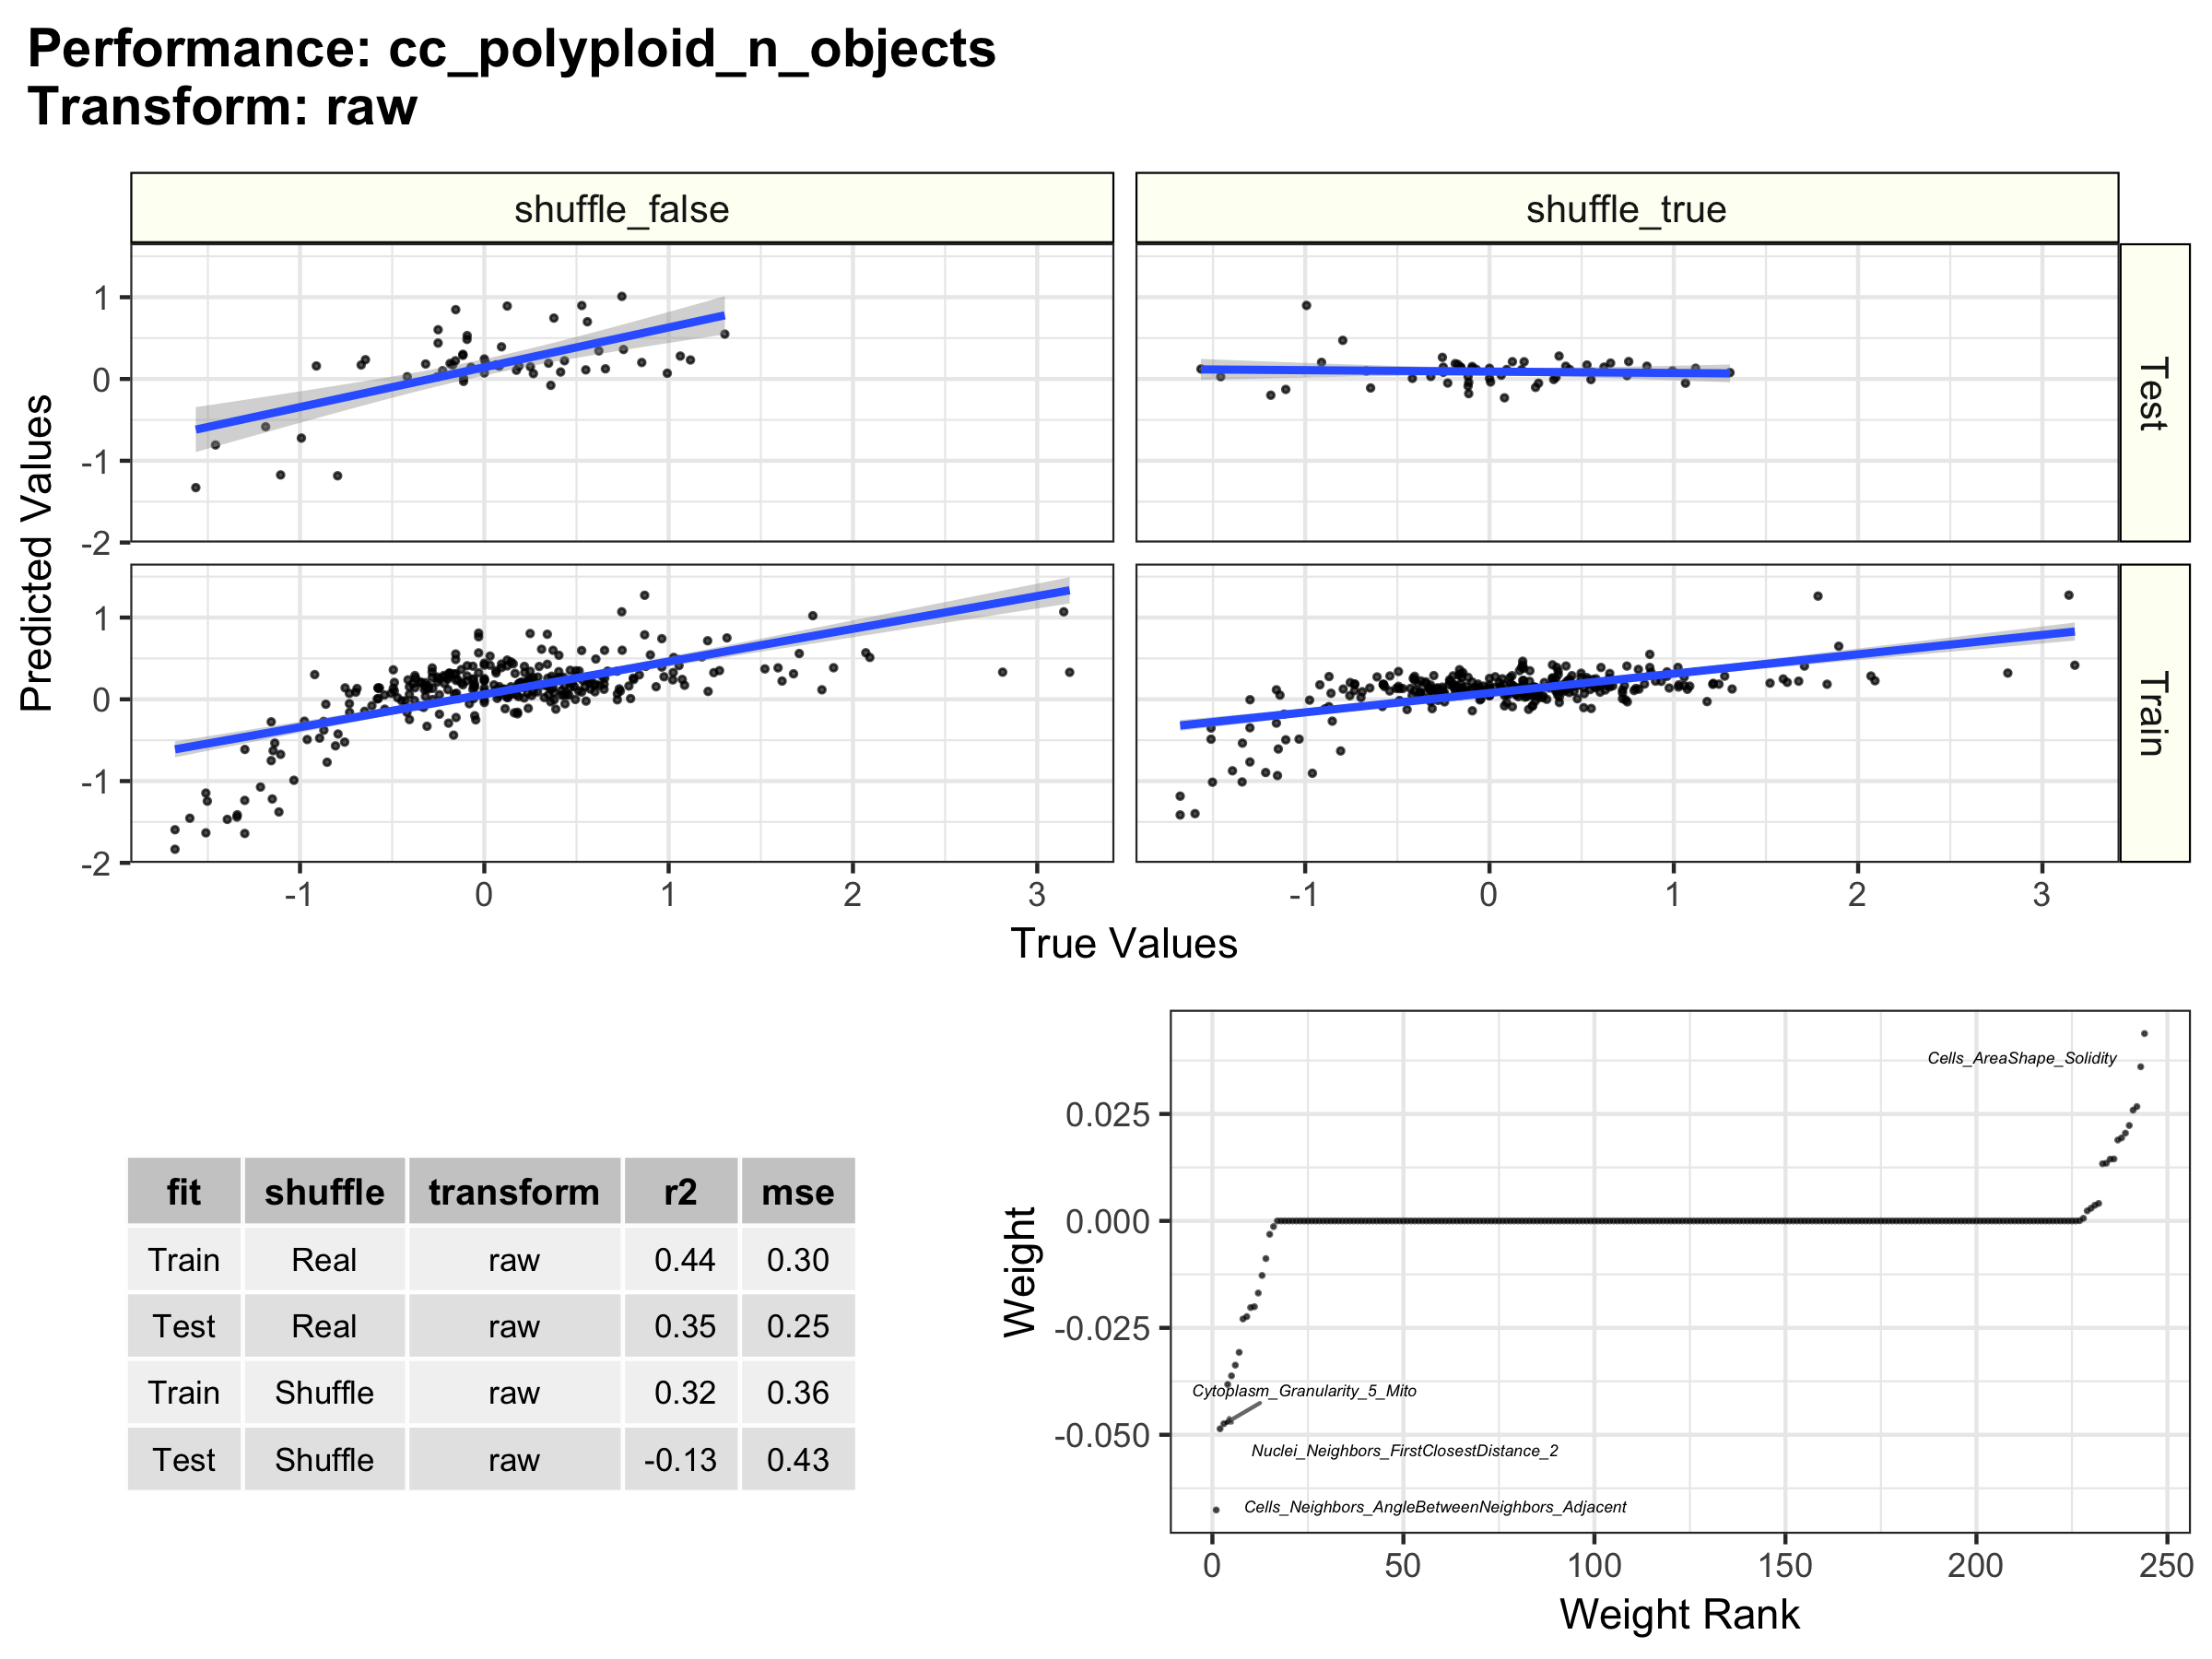 Performance: cc_polyploid_n_objects
Transform: raw
shuffle_false
shuffle_true
Predicted Values
1
0
-1
-2
Test
1
0
-1
-2
Train
-1
0
1
2
3
-1
0
1
2
3
True Values
fit shuffle transform r2 mse
Train Real raw 0.44 0.30
Test Real raw 0.35 0.25
Train Shuffle raw 0.32 0.36
Test Shuffle raw -0.13 0.43
Weight
0.025
0.000
-0.025
-0.050
Cells_AreaShape_Solidity
Cytoplasm_Granularity_5_Mito
Nuclei_Neighbors_FirstClosestDistance_2
Cells_Neighbors_AngleBetweenNeighbors_Adjacent
0
50
100
150
200
250
Weight Rank